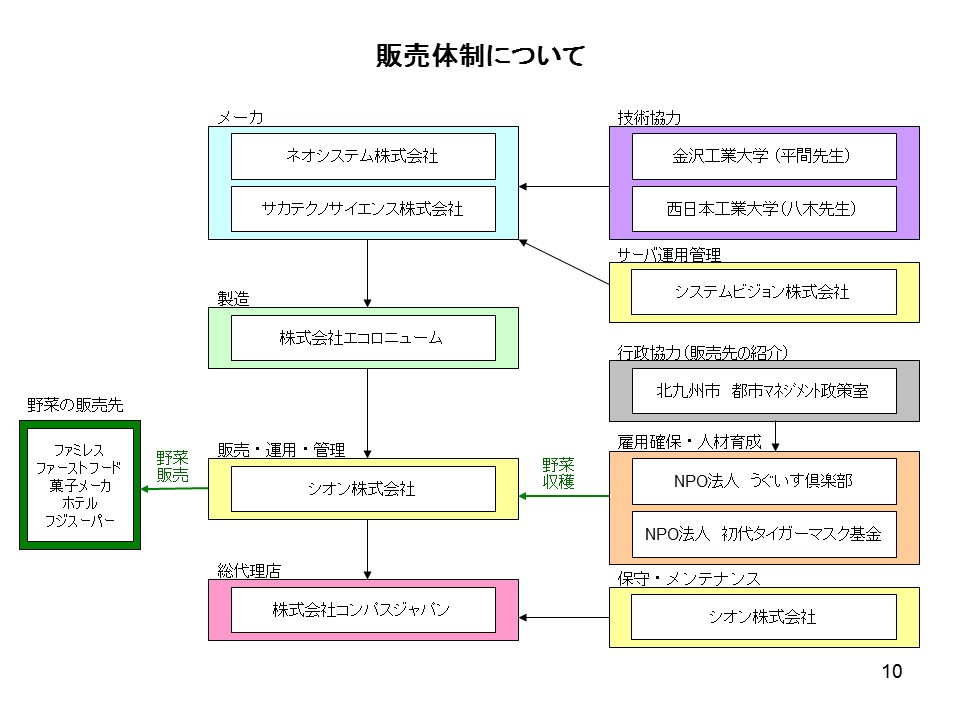 販売体制について
メーカ
ネオシステム株式会社
サカテクノサイエンス株式会社
技術協力
金沢工業大学（平間先生）
西日本工業大学（八木先生）
サーバ運用管理
システムビジョン株式会社
製造
株式会社エコロニューム
行政協力（販売先の紹介）
北九州市　都市ﾏﾈｼﾞﾒﾝﾄ政策室
野菜の販売先
ファミレス
ファーストフード
菓子メーカ
ホテル
フジスーパー
野菜
販売
販売・運用・管理
シオン株式会社
野菜
収穫
雇用確保・人材育成
NPO法人　うぐいす倶楽部
NPO法人　初代タイガーマスク基金
総代理店
株式会社コンパスジャパン
保守・メンテナンス
シオン株式会社
10